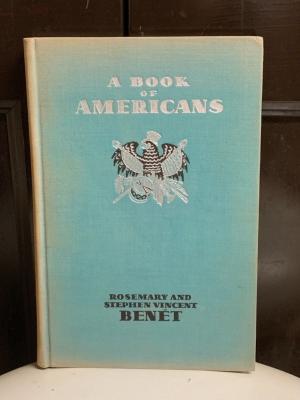 A BOOK
OF
AMERICANS
ROSEMARY AND
STEPHEN VINCENT
BENÉT